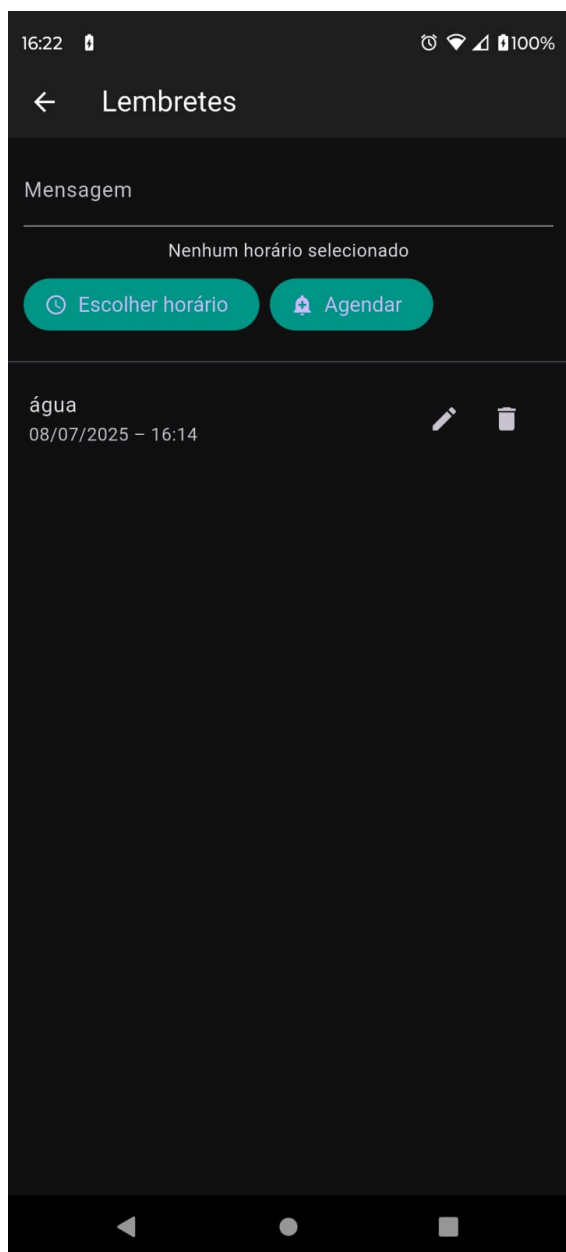 16:22 100%
Lembretes
Mensagem
Nenhum horário selecionado
Escolher horário Agendar
água
08/07/2025 – 16:14